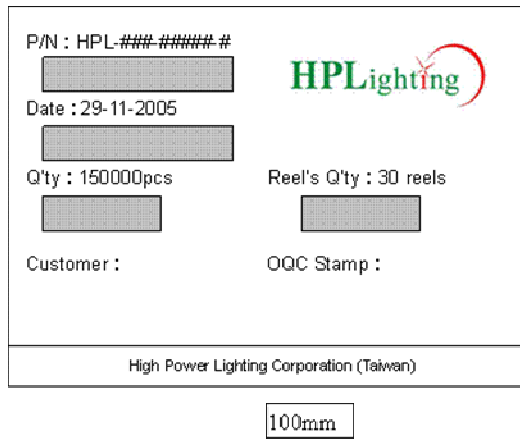 P/N : HPL-###-#####-#
HPLighting
Date : 29-11-2005
Q'ty : 150000pcs
Reel's Q'ty : 30 reels
Customer :
OQC Stamp :
High Power Lighting Corporation (Taiwan)
100mm